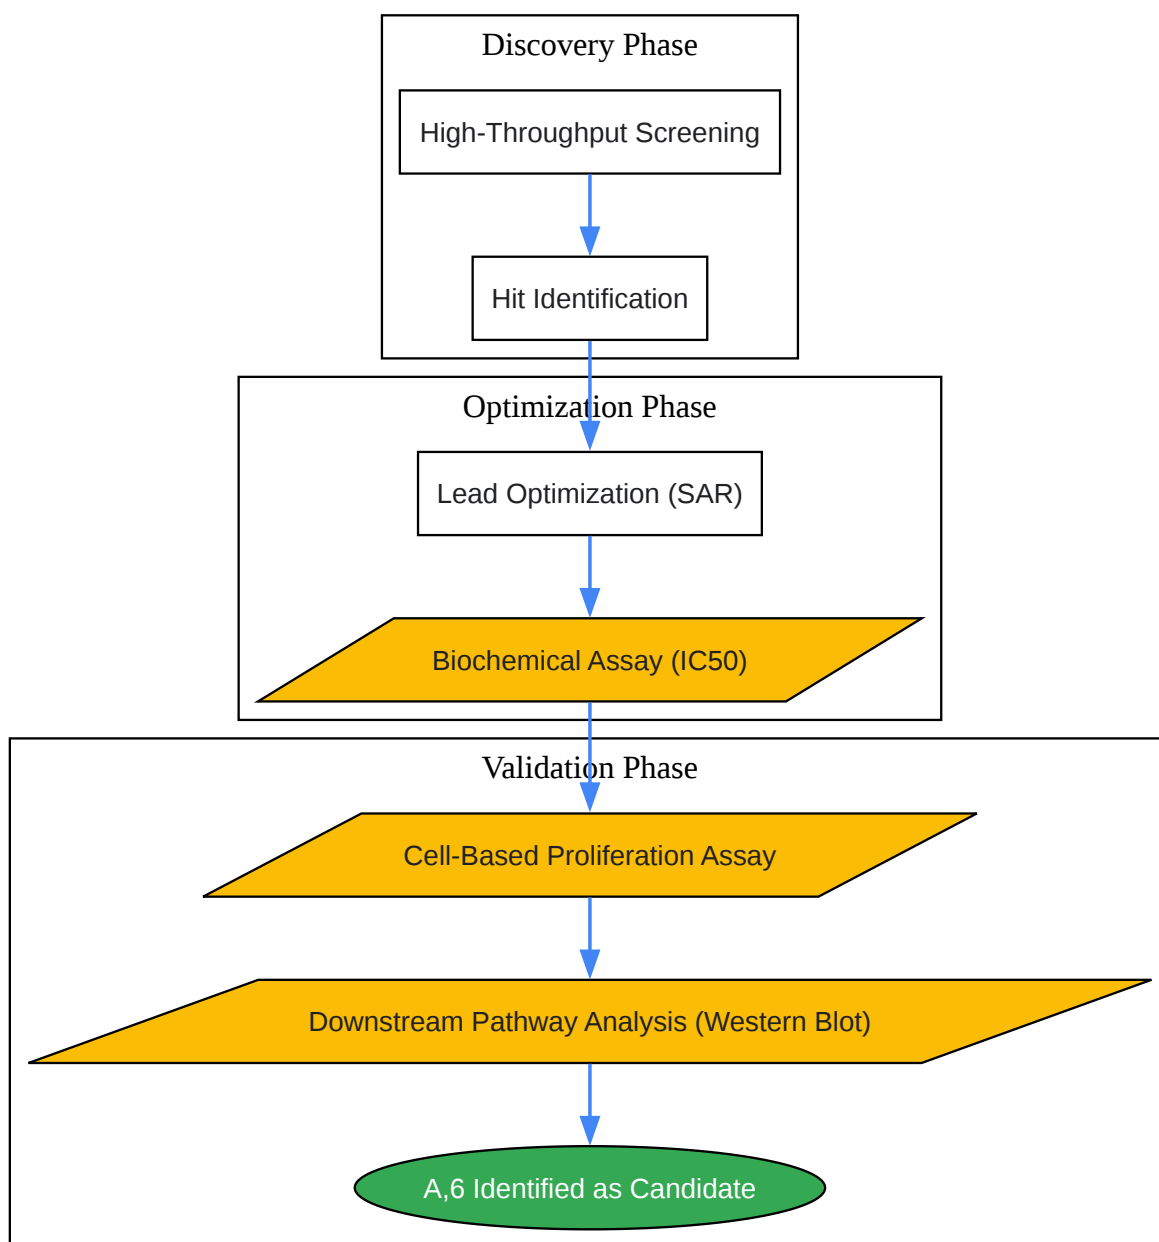 Discovery Phase
High-Throughput Screening
Hit Identification
Optimization Phase
Lead Optimization (SAR)
Biochemical Assay (IC50)
Validation Phase
Cell-Based Proliferation Assay
Downstream Pathway Analysis (Western Blot)
A,6 Identified as Candidate